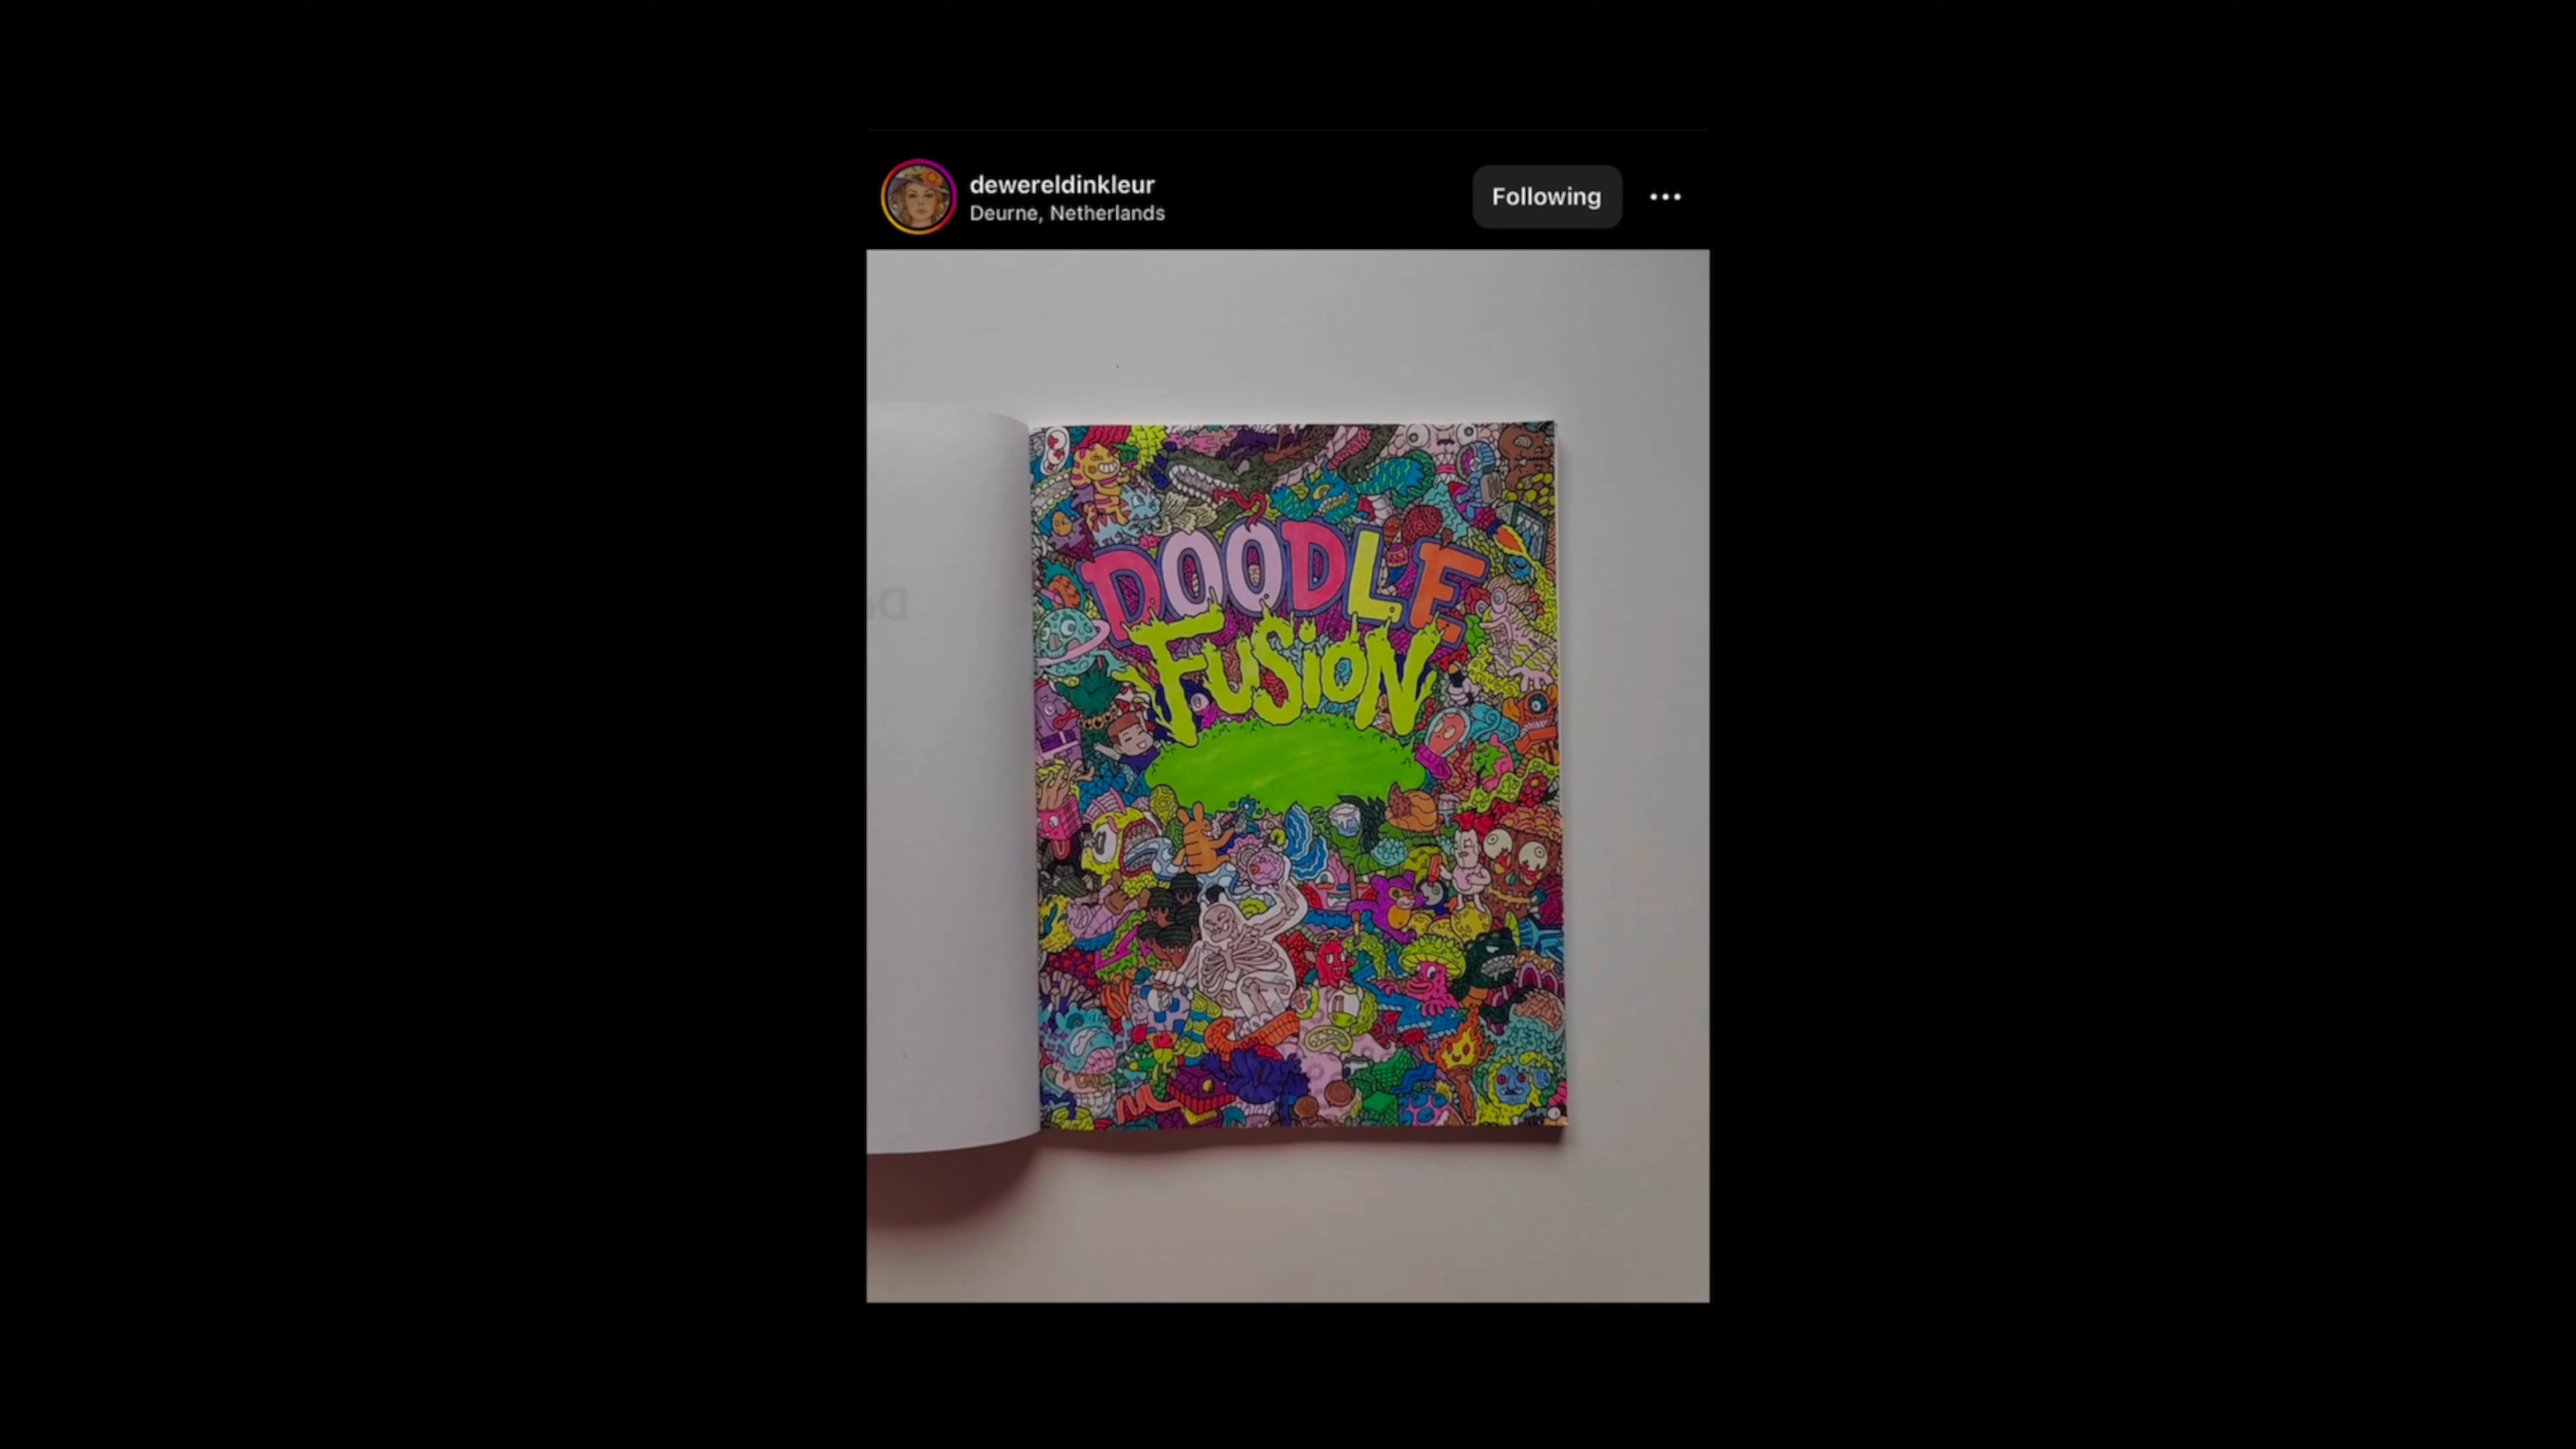 dewereldinkleur
Following
Deurne, Netherlands
DOODLE
FUSION